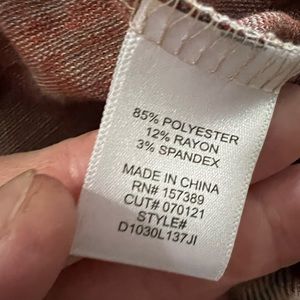 85% POLYESTER
12% RAYON
3% SPANDEX
MADE IN CHINA
RN# 157389
CUT# 070121
STYLE#
D1030L137JI